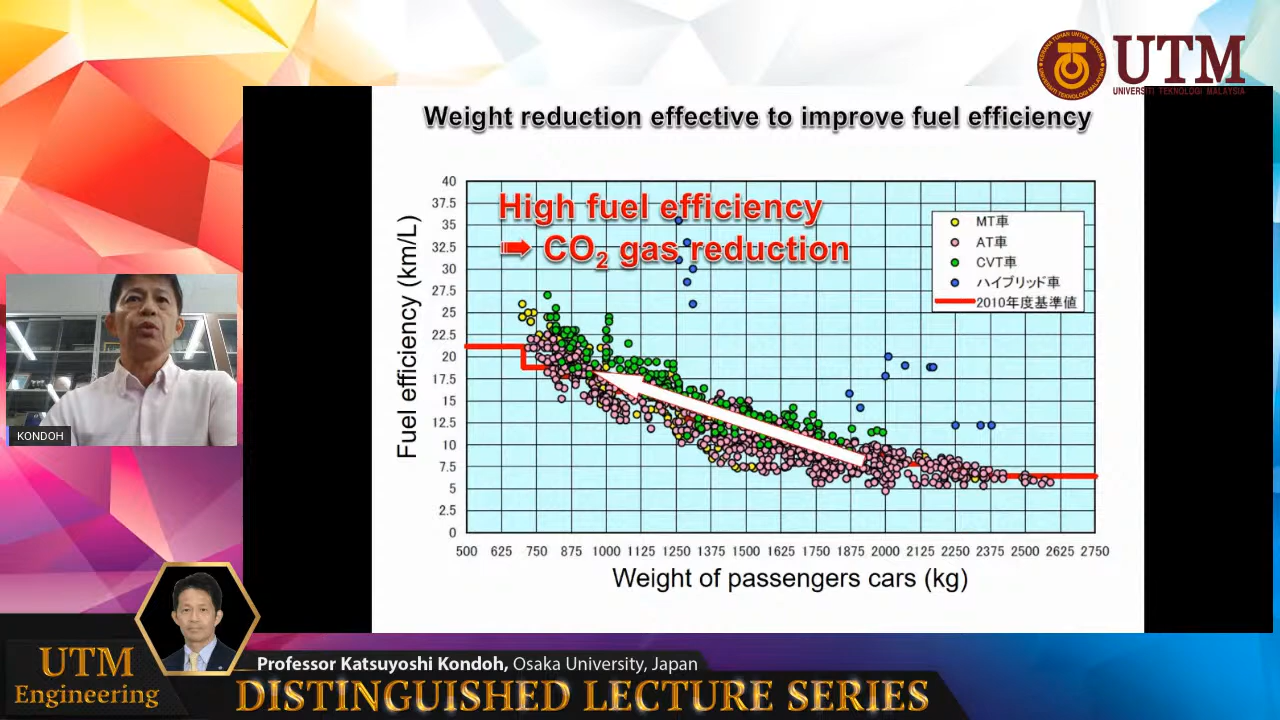 UTM
UNIVERSITI TEKNOLOGI MALAYSIA
Weight reduction effective to improve fuel efficiency
High fuel efficiency
➡ CO₂ gas reduction
Fuel efficiency (km/L)
40
37.5
35
32.5
30
27.5
25
22.5
20
17.5
15
12.5
10
7.5
5
2.5
0
MT車
AT車
CVT車
ハイブリッド車
2010年度基準値
500 625 750 875 1000 1125 1250 1375 1500 1625 1750 1875 2000 2125 2250 2375 2500 2625 2750
Weight of passengers cars (kg)
KONDOH
UTM
Engineering
Professor Katsuyoshi Kondoh, Osaka University, Japan
DISTINGUISHED LECTURE SERIES